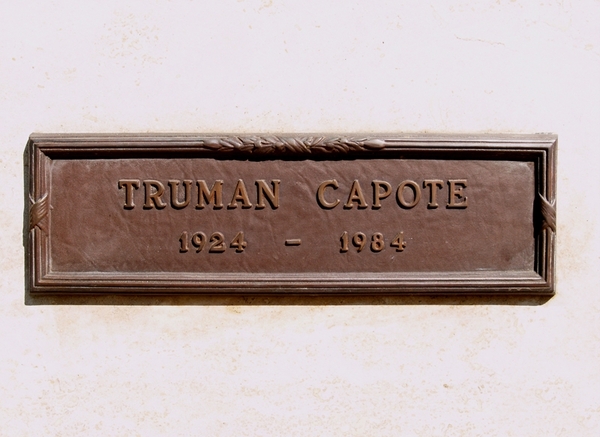 TRUMAN CAPOTE
1924 – 1984